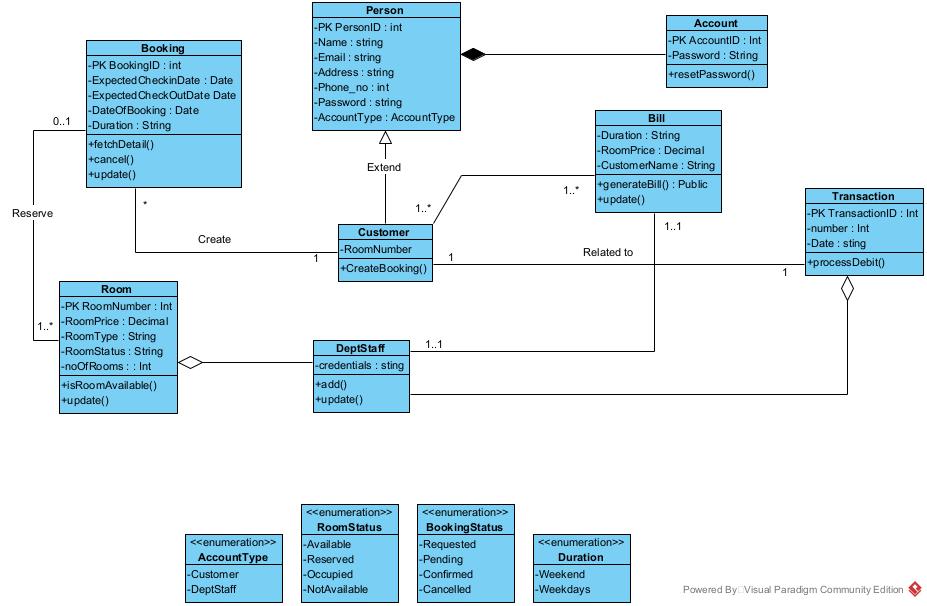 Person
-PK PersonID : int
-Name : string
-Email : string
-Address : string
-Phone_no : int
-Password : string
-AccountType : AccountType
Account
-PK AccountID : Int
-Password : String
+resetPassword()
Booking
-PK BookingID : int
-ExpectedCheckinDate : Date
-ExpectedCheckOutDate Date
-DateOfBooking : Date
-Duration : String
+fetchDetail()
+cancel()
+update()
Bill
-Duration : String
-RoomPrice : Decimal
-CustomerName : String
+generateBill() : Public
+update()
0..1
Extend
1..*
1..*
Reserve
*
Create
1
Customer
-RoomNumber
+CreateBooking()
1
1..1
Related to
1
Transaction
-PK TransactionID : Int
-number : Int
-Date : sting
+processDebit()
Room
-PK RoomNumber : Int
-RoomPrice : Decimal
-RoomType : String
-RoomStatus : String
-noOfRooms : : Int
+isRoomAvailable()
+update()
1..*
DeptStaff
-credentials : sting
+add()
+update()
1..1
<<enumeration>>
AccountType
-Customer
-DeptStaff
<<enumeration>>
RoomStatus
-Available
-Reserved
-Occupied
-NotAvailable
<<enumeration>>
BookingStatus
-Requested
-Pending
-Confirmed
-Cancelled
<<enumeration>>
Duration
-Weekend
-Weekdays
Powered By Visual Paradigm Community Edition